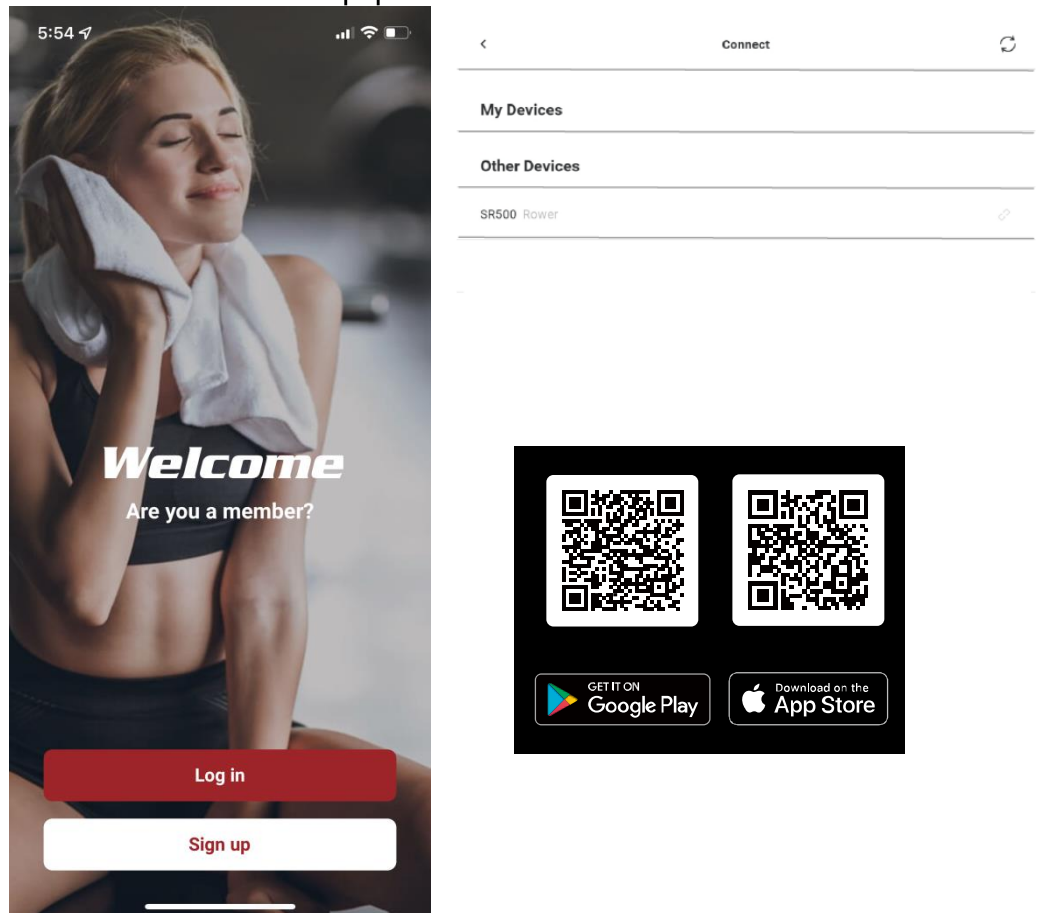 5:54
Welcome
Are you a member?
Log in
Sign up
Connect
My Devices
Other Devices
SR500 Rower
GET IT ON
Google Play
Download on the
App Store